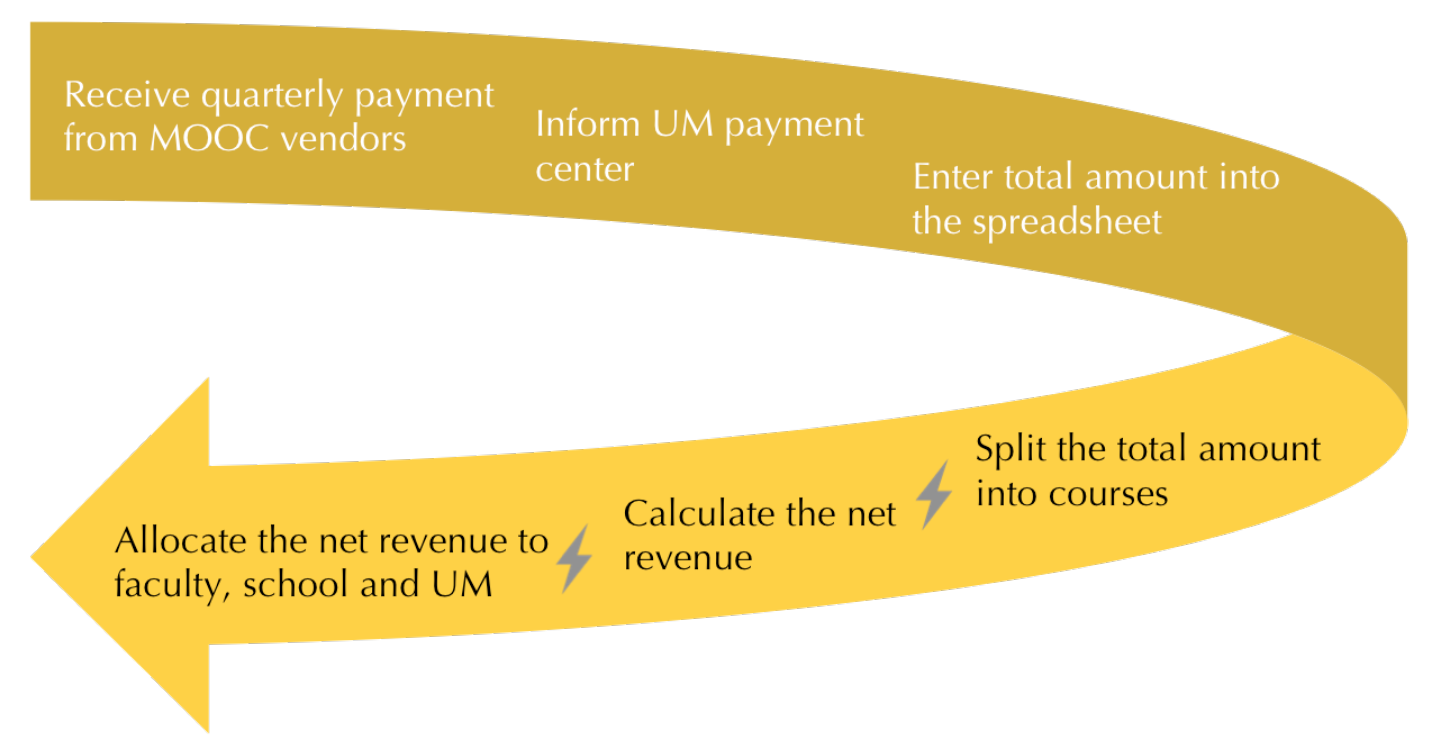 Receive quarterly payment
from MOOC vendors
Inform UM payment
center
Enter total amount into
the spreadsheet
Split the total amount
into courses
Calculate the net
revenue
Allocate the net revenue to
faculty, school and UM